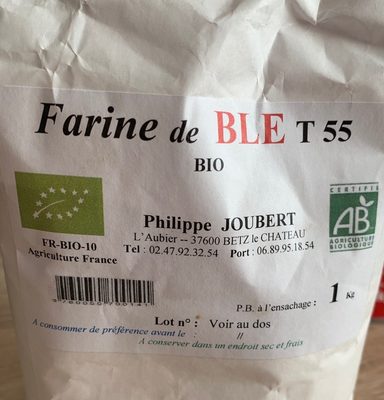 Farine de BLE T 55
BIO
CERTIFIÉ
AB
AGRICULTURE
BIOLOGIQUE
FR-BIO-10
Agriculture France
Philippe JOUBERT
L'Aubier -- 37600 BETZ le CHATEAU
Tel : 02.47.92.32.54 Port : 06.89.95.18.54
P.B. à l'ensachage : 1 Kg
Lot n° : Voir au dos
A consommer de préférence avant le : //
A conserver dans un endroit sec et frais